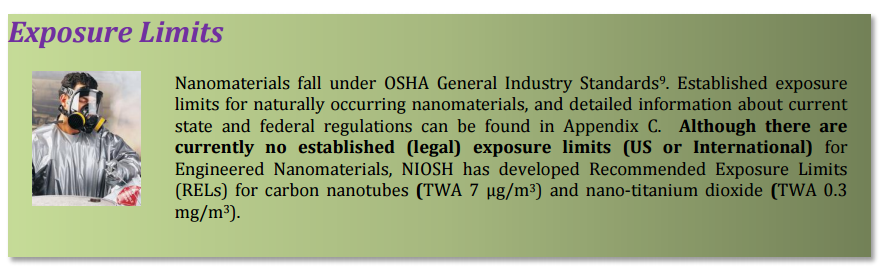 Exposure Limits
Nanomaterials fall under OSHA General Industry Standards⁹. Established exposure
limits for naturally occurring nanomaterials, and detailed information about current
state and federal regulations can be found in Appendix C. Although there are
currently no established (legal) exposure limits (US or International) for
Engineered Nanomaterials, NIOSH has developed Recommended Exposure Limits
(RELs) for carbon nanotubes (TWA 7 μg/m³) and nano-titanium dioxide (TWA 0.3
mg/m³).